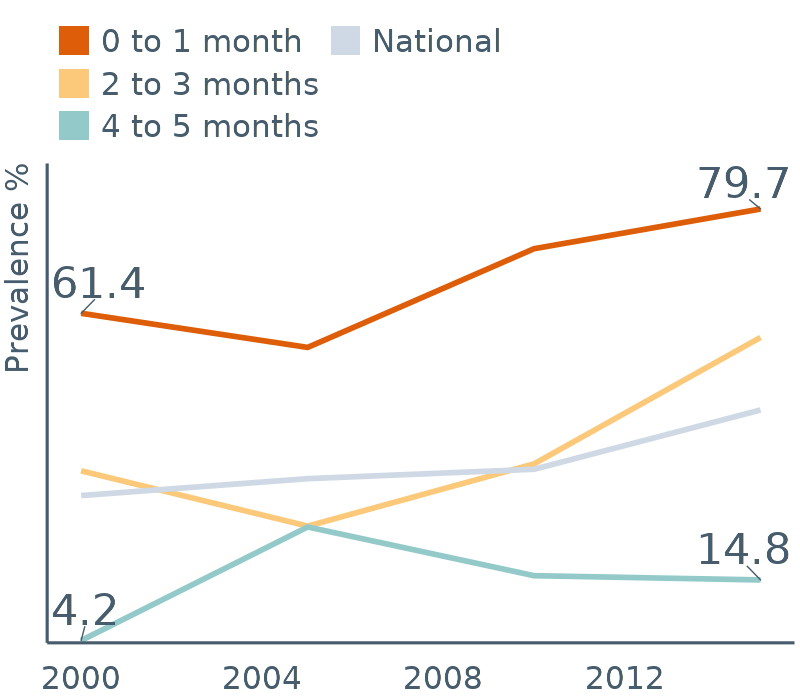 0 to 1 month National
2 to 3 months
4 to 5 months
Prevalence %
79.7
61.4
14.8
4.2
2000 2004 2008 2012